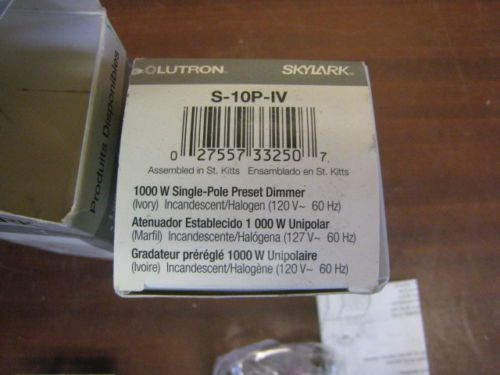 LUTRON. SKYLARK
S-10P-IV
0 27557 33250 7
Assembled in St. Kitts Ensamblado en St. Kitts
1000 W Single-Pole Preset Dimmer
(Ivory) Incandescent/Halogen (120 V~ 60 Hz)
Atenuador Establecido 1 000 W Unipolar
(Marfil) Incandescente/Halógena (127 V~ 60 Hz)
Gradateur préréglé 1000 W Unipolaire
(Ivoire) Incandescent/Halogène (120 V~ 60 Hz)
Produits Disponibles